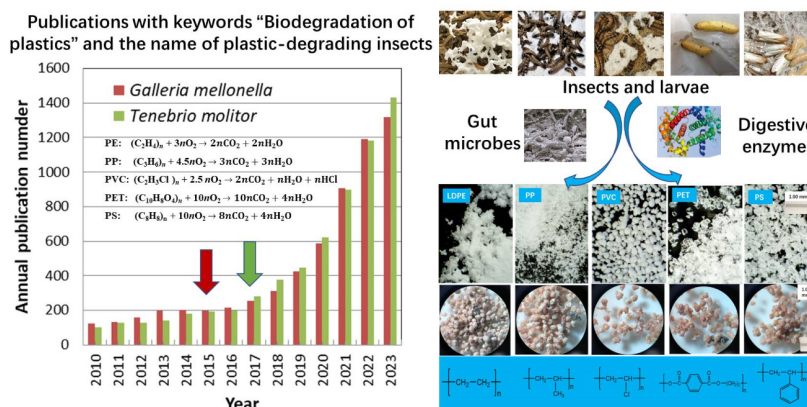 Publications with keywords “Biodegradation of
plastics” and the name of plastic-degrading insects
Annual publication numder
1600
1400
1200
1000
800
600
400
200
0
Galleria mellonella
Tenebrio molitor
PE: (C₂H₄)n + 3nO₂→ 2nCO₂ + 2nH₂O
PP: (C₃H₆)n + 4.5nO₂→ 3nCO₂ + 3nH₂O
PVC: (C₂H₃Cl )n + 2.5 nO₂→ 2nCO₂ + nH₂O + nHCl
PET: (C₁₀H₈O₄)n + 10nO₂→ 10nCO₂ + 4nH₂O
PS: (C₈H₈)n + 10nO₂→ 8nCO₂ + 4nH₂O
2010 2011 2012 2013 2014 2015 2016 2017 2018 2019 2020 2021 2022 2023
Year
Insects and larvae
Gut
microbes
Digestive
enzyme
LDPE PP PVC PET PS
1.00 mm